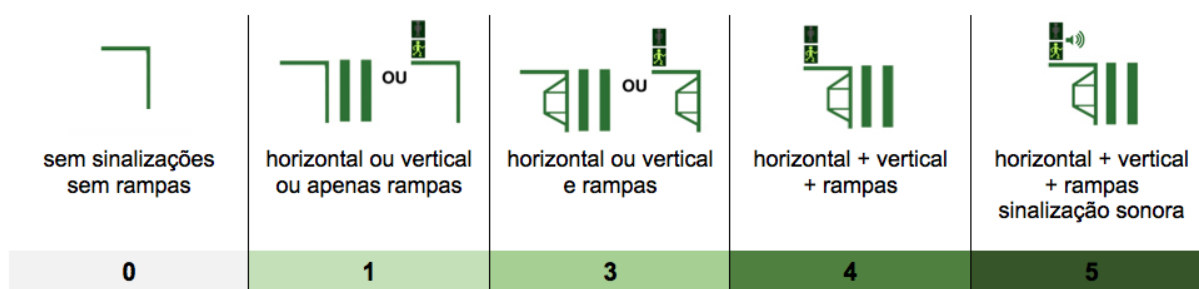 OU
OU
sem sinalizações
sem rampas
horizontal ou vertical
ou apenas rampas
horizontal ou vertical
e rampas
horizontal + vertical
+ rampas
horizontal + vertical
+ rampas
sinalização sonora
0
1
3
4
5